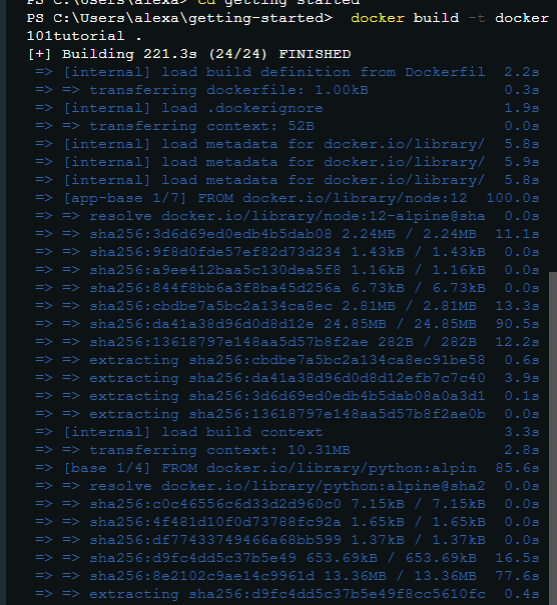 PS C:\Users\alexa> cd getting started
PS C:\Users\alexa\getting-started>  docker build -t docker
101tutorial .
[+] Building 221.3s (24/24) FINISHED
=> [internal] load build definition from Dockerfil  2.2s
=> => transferring dockerfile: 1.00kB  0.3s
=> [internal] load .dockerignore  1.9s
=> => transferring context: 52B  0.0s
=> [internal] load metadata for docker.io/library/  5.8s
=> [internal] load metadata for docker.io/library/  5.9s
=> [internal] load metadata for docker.io/library/  5.8s
=> [app-base 1/7] FROM docker.io/library/node:12  100.0s
=> => resolve docker.io/library/node:12-alpine@sha  0.0s
=> => sha256:3d6d69ed0edb4b5dab08 2.24MB / 2.24MB  11.1s
=> => sha256:9f8d0fde57ef82d73d234 1.43kB / 1.43kB  0.0s
=> => sha256:a9ee412baa5c130dea5f8 1.16kB / 1.16kB  0.0s
=> => sha256:844f8bb6a3f8ba45d256a 6.73kB / 6.73kB  0.0s
=> => sha256:cbdbe7a5bc2a134ca8ec 2.81MB / 2.81MB  13.3s
=> => sha256:da41a38d96d0d8d12e 24.85MB / 24.85MB  90.5s
=> => sha256:13618797e148aa5d57b8f2ae 282B / 282B  12.2s
=> => extracting sha256:cbdbe7a5bc2a134ca8ec91be58  0.6s
=> => extracting sha256:da41a38d96d0d8d12efb7c7c40  3.9s
=> => extracting sha256:3d6d69ed0edb4b5dab08a0a3d1  0.1s
=> => extracting sha256:13618797e148aa5d57b8f2ae0b  0.0s
=> [internal] load build context  3.3s
=> => transferring context: 10.31MB  2.8s
=> [base 1/4] FROM docker.io/library/python:alpin  85.6s
=> => resolve docker.io/library/python:alpine@sha2  0.0s
=> => sha256:c0c46556c6d33d2d960c0 7.15kB / 7.15kB  0.0s
=> => sha256:4f481d10f0d73788fc92a 1.65kB / 1.65kB  0.0s
=> => sha256:df77433749466a68bb599 1.37kB / 1.37kB  0.0s
=> => sha256:d9fc4dd5c37b5e49 653.69kB / 653.69kB  16.5s
=> => sha256:8e2102c9ae14c9961d 13.36MB / 13.36MB  77.6s
=> => extracting sha256:d9fc4dd5c37b5e49f8cc5610fc  0.4s